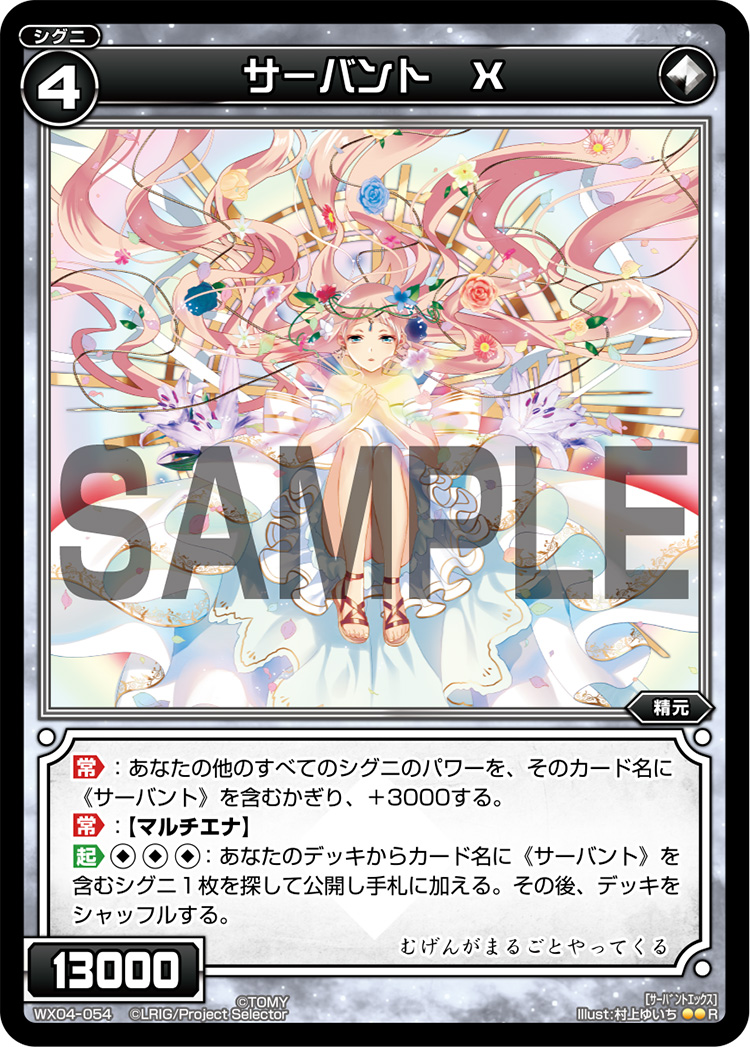 シグニ
4
サーバント X
SAMPLE
精元
常:あなたの他のすべてのシグニのパワーを、そのカード名に
《サーバント》を含むかぎり、+3000する。
常:【マルチエナ】
起◆◆◆:あなたのデッキからカード名に《サーバント》を
含むシグニ1枚を探して公開し手札に加える。その後、デッキを
シャッフルする。
むげんがまるごとやってくる
13000
WX04-054 ©LRIG/Project Selector
©TOMY
[サーバントエックス]
Illust:村上ゆいち R